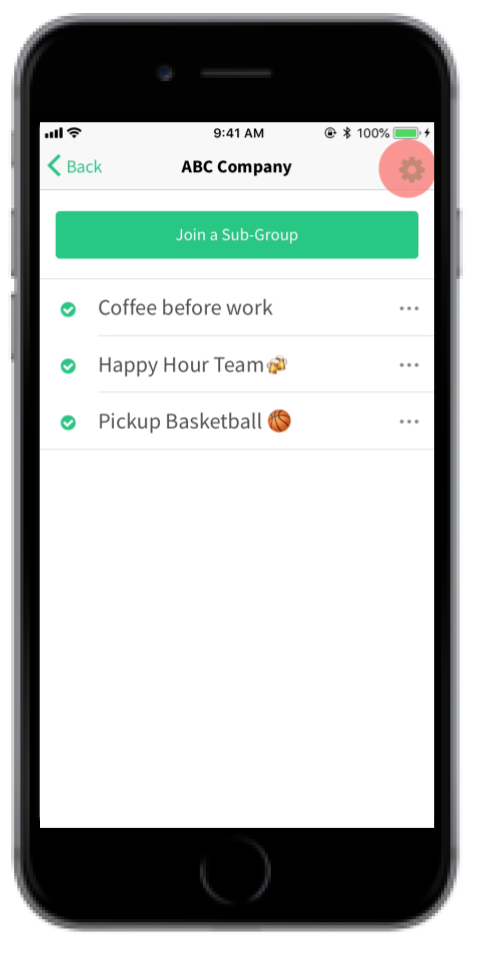 9:41 AM
100%
Back
ABC Company
Join a Sub-Group
Coffee before work
Happy Hour Team🍻
Pickup Basketball 🏀